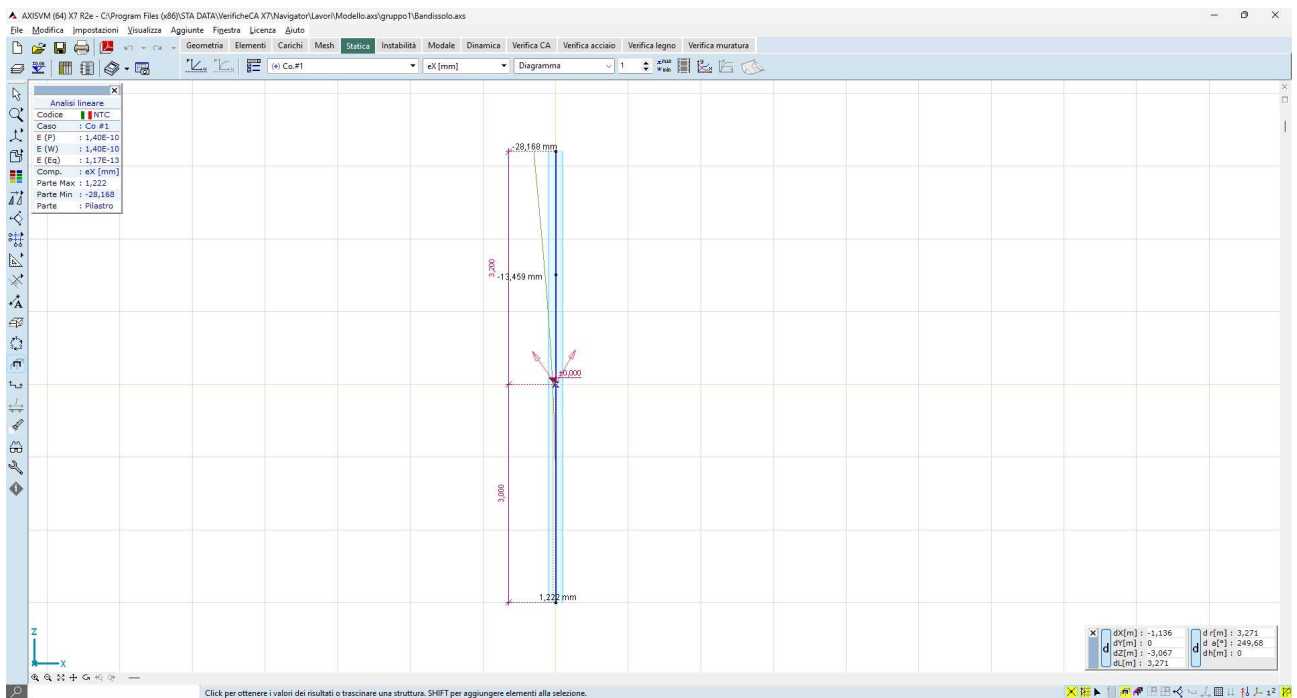 AXISVM (64) X7 R2e - C:\Program Files (x86)\STA DATA\VerificheCA X7\Navigator\Lavori\Modello.axs\gruppo1\Bandissolo.axs
File Modifica Impostazioni Visualizza Aggiunte Finestra Licenza Aiuto
Geometria Elementi Carichi Mesh Statica Instabilità Modale Dinamica Verifica CA Verifica acciaio Verifica legno Verifica muratura
(+) Co.#1 eX [mm] Diagramma 1
Analisi lineare
Codice NTC
Caso : Co #1
E (P) : 1,40E-10
E (W) : 1,40E-10
E (Eq) : 1,17E-13
Comp. : eX [mm]
Parte Max : 1,222
Parte Min : -28,168
Parte : Pilastro
-28,168 mm
3,200
-13,459 mm
±0,000
3,000
1,222 mm
Z
X
dX[m] : -1,136
dY[m] : 0
dZ[m] : -3,067
dL[m] : 3,271
d
d r[m] : 3,271
d a[°] : 249,68
dh[m] : 0
d
Click per ottenere i valori dei risultati o trascinare una struttura. SHIFT per aggiungere elementi alla selezione.